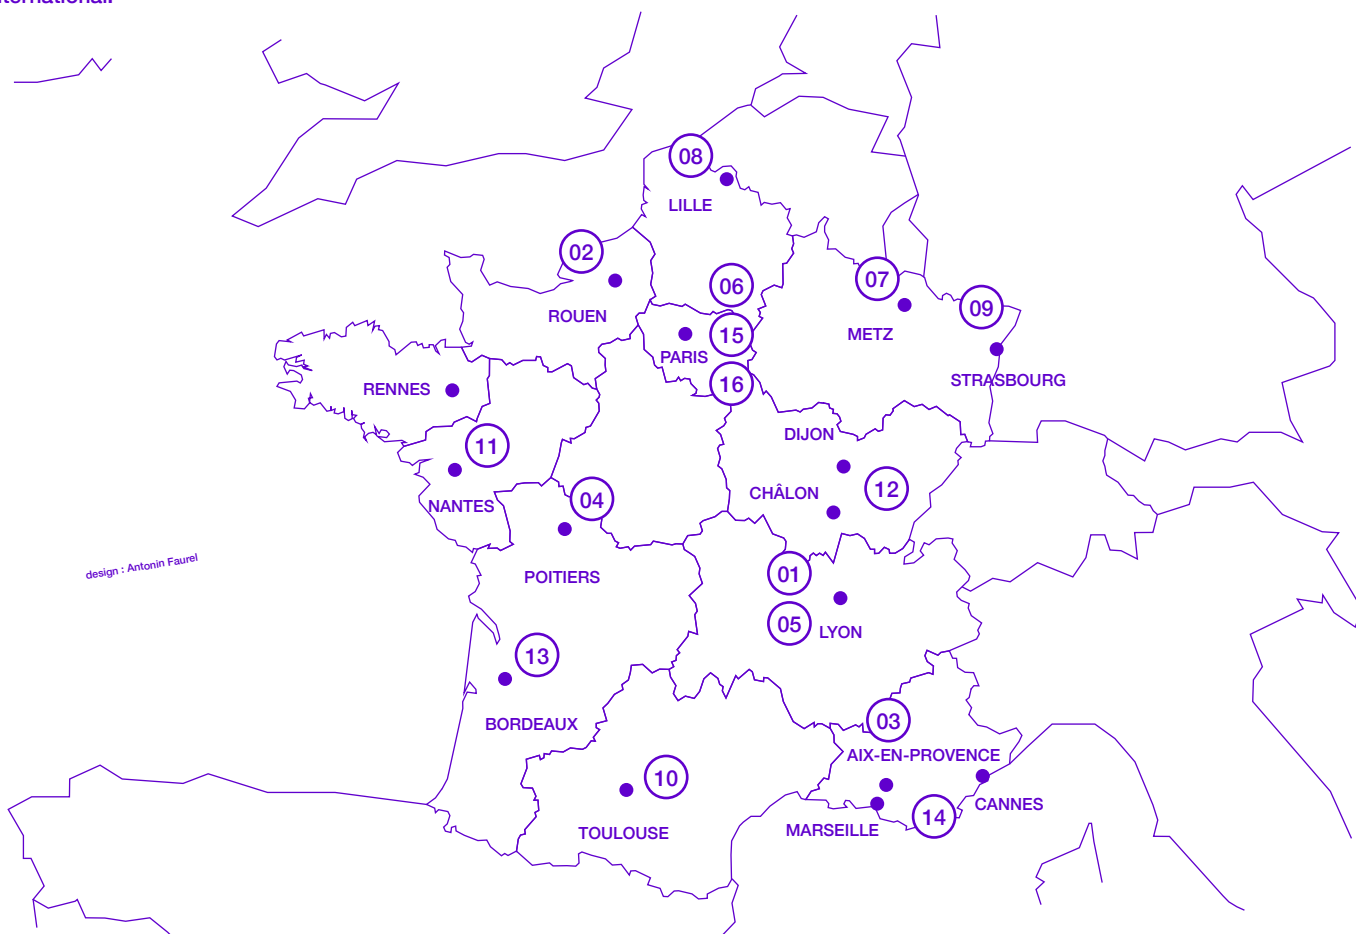 08
LILLE
02
ROUEN
06
07
METZ
09
STRASBOURG
15
PARIS
16
RENNES
11
NANTES
DIJON
CHÂLON
12
04
POITIERS
design : Antonin Faurel
01
05
LYON
13
BORDEAUX
03
AIX-EN-PROVENCE
10
TOULOUSE
CANNES
14
MARSEILLE